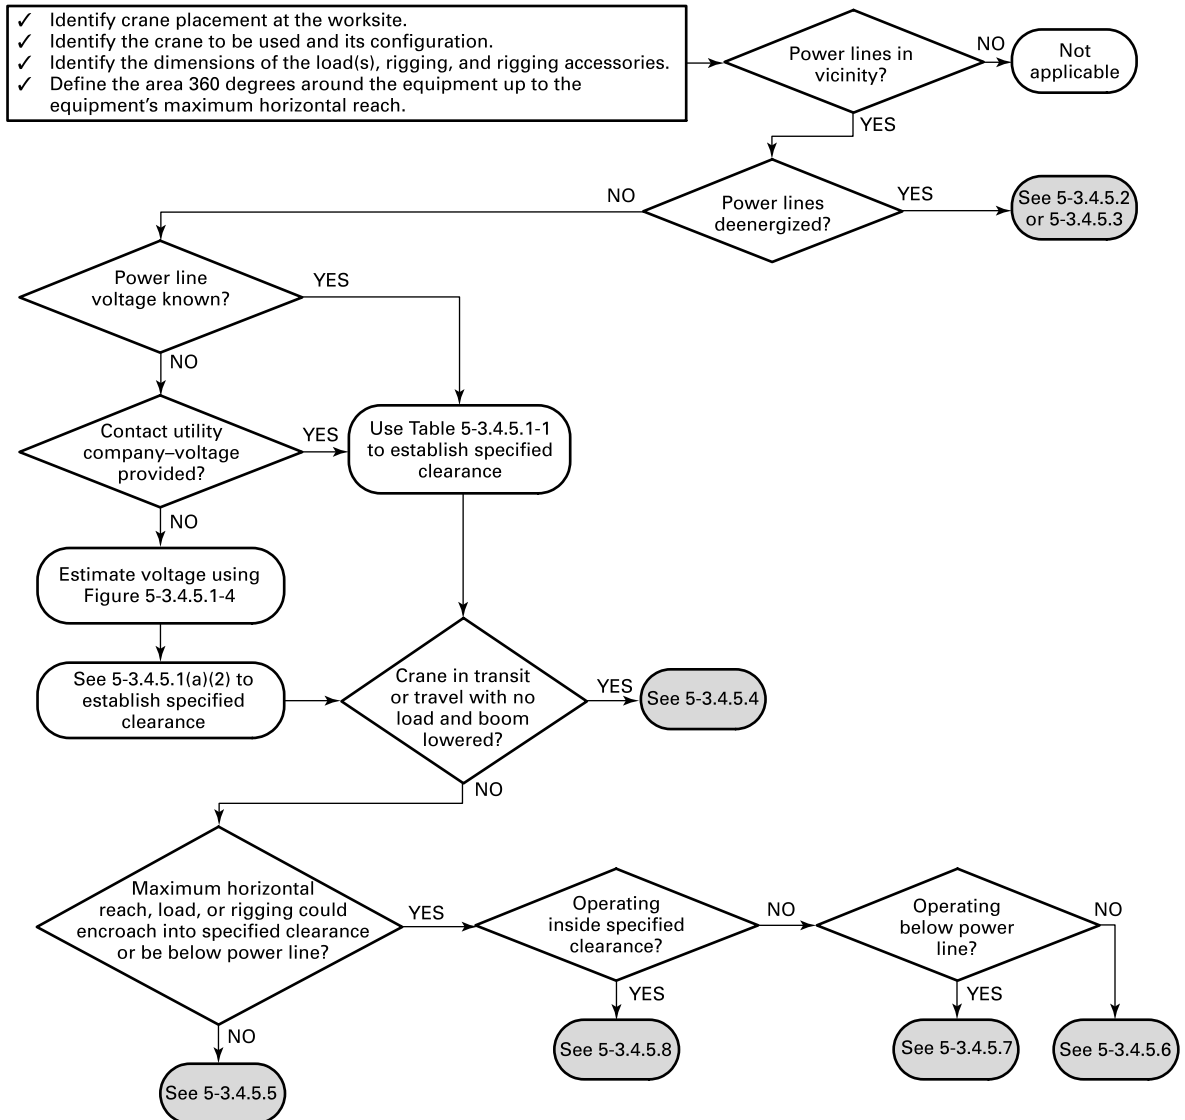 ✓ Identify crane placement at the worksite.
✓ Identify the crane to be used and its configuration.
✓ Identify the dimensions of the load(s), rigging, and rigging accessories.
✓ Define the area 360 degrees around the equipment up to the
equipment’s maximum horizontal reach.
Power lines in
vicinity?
NO
Not
applicable
YES
Power lines
deenergized?
YES
See 5-3.4.5.2
or 5-3.4.5.3
NO
Power line
voltage known?
YES
NO
Contact utility
company–voltage
provided?
YES
Use Table 5-3.4.5.1-1
to establish specified
clearance
NO
Estimate voltage using
Figure 5-3.4.5.1-4
See 5-3.4.5.1(a)(2) to
establish specified
clearance
Crane in transit
or travel with no
load and boom
lowered?
YES
See 5-3.4.5.4
NO
Maximum horizontal
reach, load, or rigging could
encroach into specified clearance
or be below power line?
YES
Operating
inside specified
clearance?
NO
Operating
below power
line?
NO
YES
YES
NO
See 5-3.4.5.8
See 5-3.4.5.7
See 5-3.4.5.6
See 5-3.4.5.5